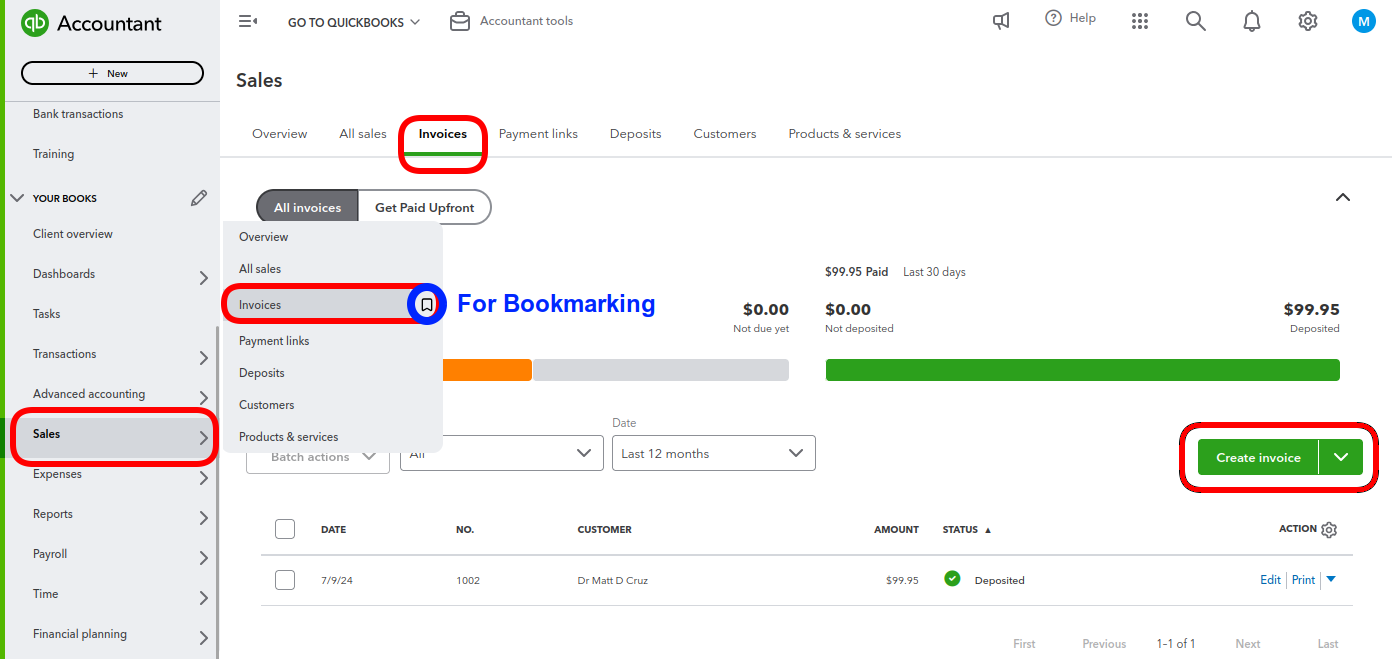 qb Accountant
GO TO QUICKBOOKS
Accountant tools
Help
M
+ New
Bank transactions
Training
YOUR BOOKS
Client overview
Dashboards
Tasks
Transactions
Advanced accounting
Sales
Expenses
Reports
Payroll
Time
Financial planning
Sales
Overview All sales Invoices Payment links Deposits Customers Products & services
All invoices Get Paid Upfront
Overview
All sales
Invoices
Payment links
Deposits
Customers
Products & services
For Bookmarking
$99.95 Paid Last 30 days
$0.00 $0.00 $99.95
Not due yet Not deposited Deposited
Date
Batch actions All Last 12 months Create invoice
DATE NO. CUSTOMER AMOUNT STATUS ▲ ACTION
7/9/24 1002 Dr Matt D Cruz $99.95 Deposited Edit Print
First Previous 1-1 of 1 Next Last